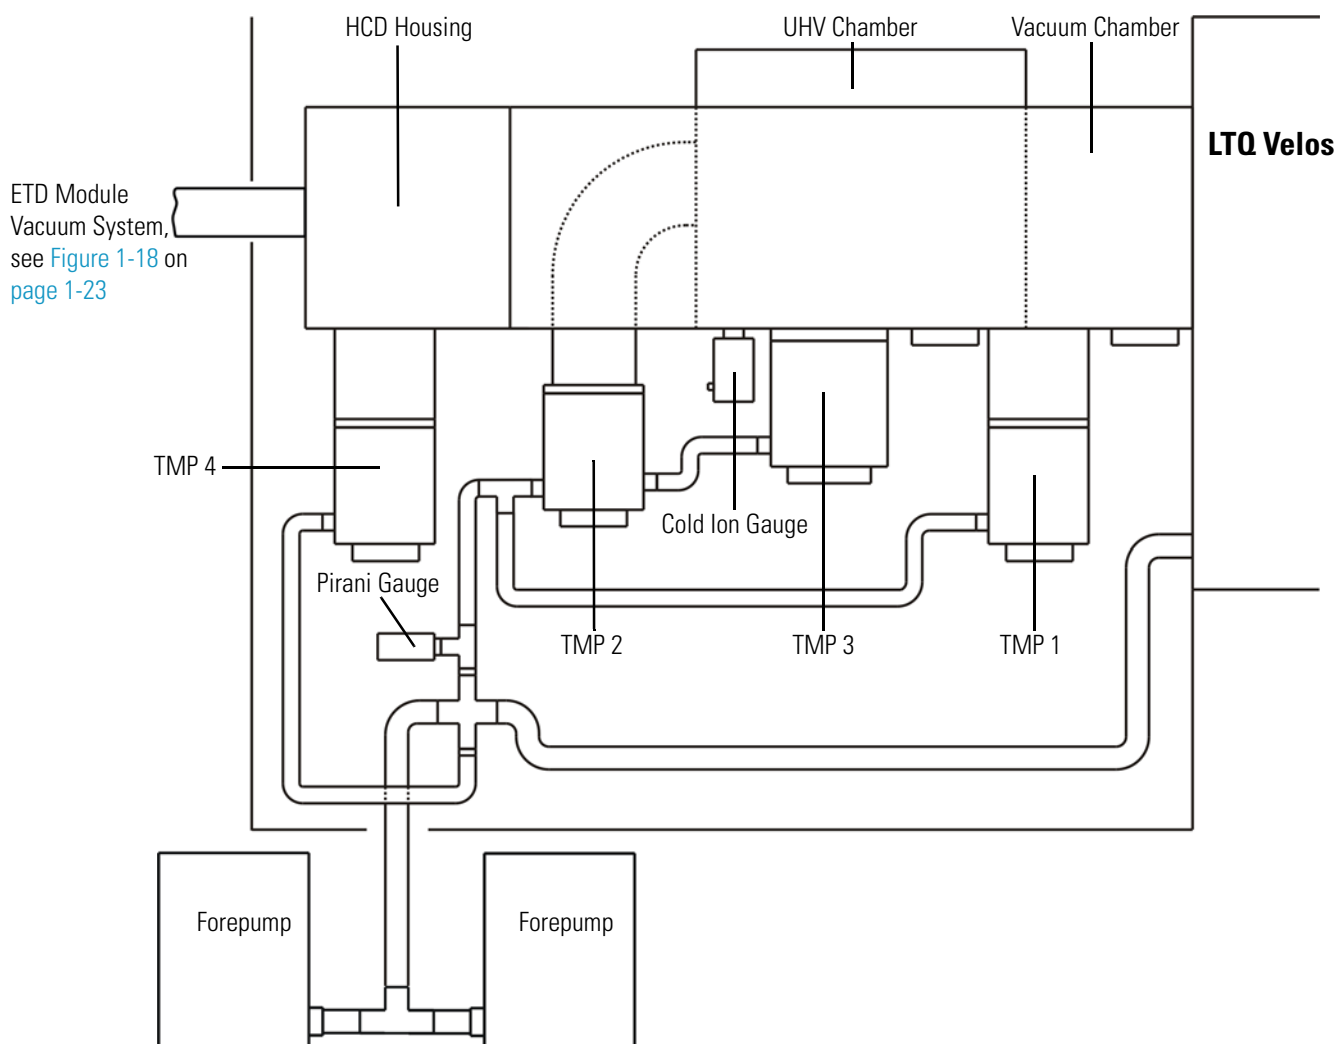 HCD Housing
UHV Chamber
Vacuum Chamber
LTQ Velos
ETD Module
Vacuum System,
see Figure 1-18 on
page 1-23
TMP 4
Cold Ion Gauge
Pirani Gauge
TMP 2
TMP 3
TMP 1
Forepump
Forepump